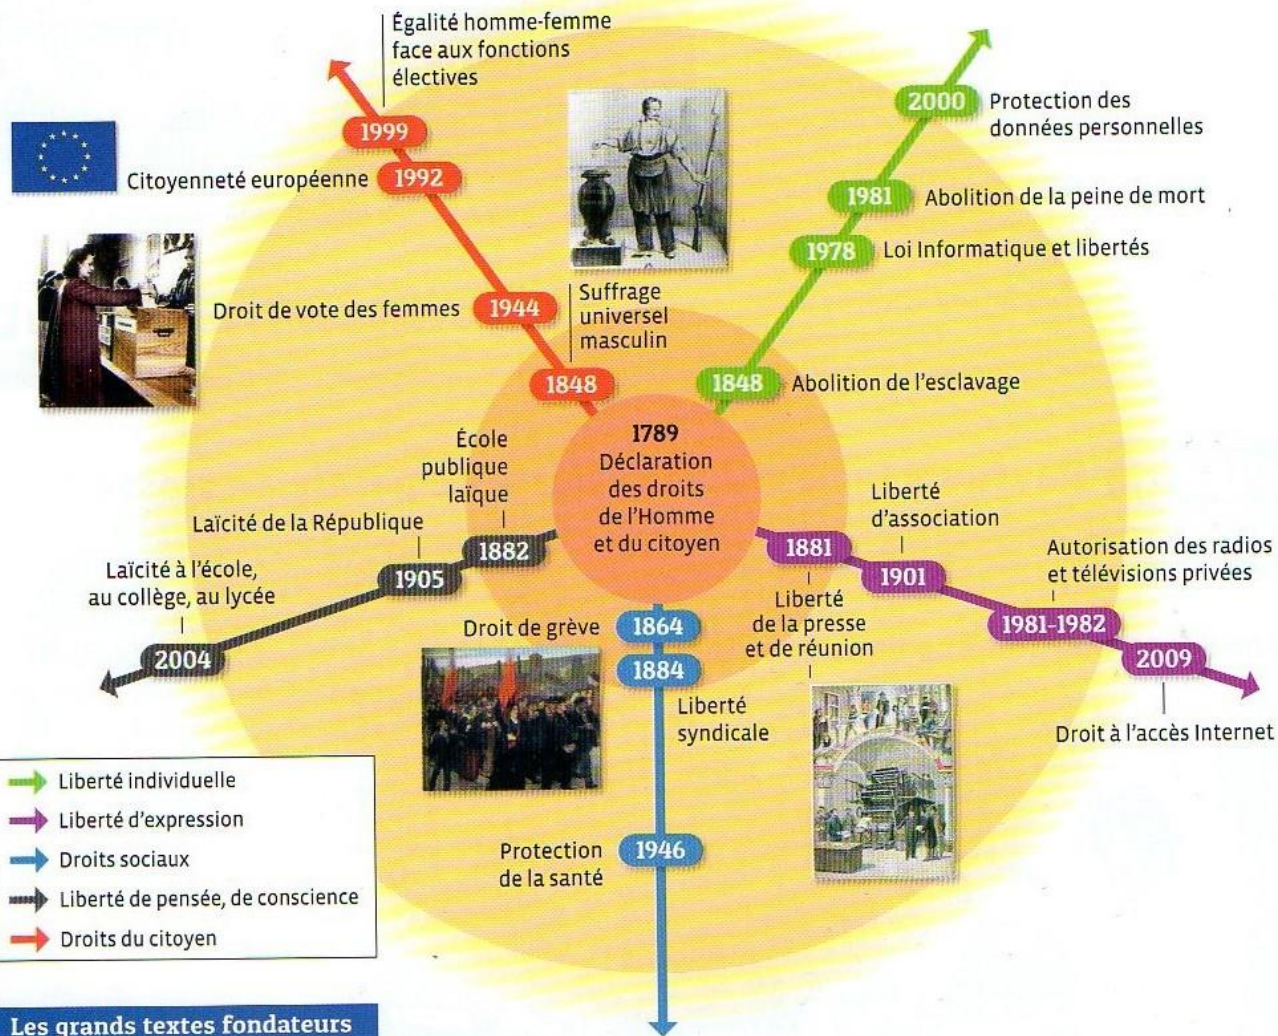 Égalité homme-femme
face aux fonctions
électives
1999
Citoyenneté européenne
1992
Droit de vote des femmes
1944
Suffrage
universel
masculin
1848
2000
Protection des
données personnelles
1981
Abolition de la peine de mort
1978
Loi Informatique et libertés
1848
Abolition de l'esclavage
1789
Déclaration
des droits
de l'Homme
et du citoyen
École
publique
laïque
1882
Laïcité de la République
1905
Laïcité à l'école,
au collège, au lycée
2004
1881
Liberté
de la presse
et de réunion
Liberté
d'association
1901
Autorisation des radios
et télévisions privées
1981-1982
2009
Droit à l'accès Internet
Droit de grève
1864
1884
Liberté
syndicale
Protection
de la santé
1946
Liberté individuelle
Liberté d'expression
Droits sociaux
Liberté de pensée, de conscience
Droits du citoyen
Les grands textes fondateurs